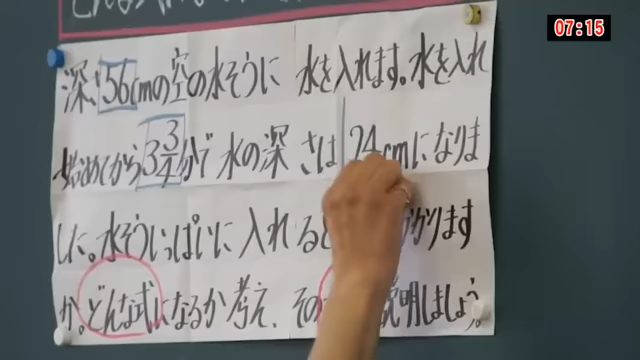 07:15
深さ56cmの空の水そうに 水を入れます。水を入れ
始めてから3 3/4分で 水の深さは24cmになりま
した。水そういっぱいに 入れると かかります
か。どんな式になるか考え、その 説明しましょう。